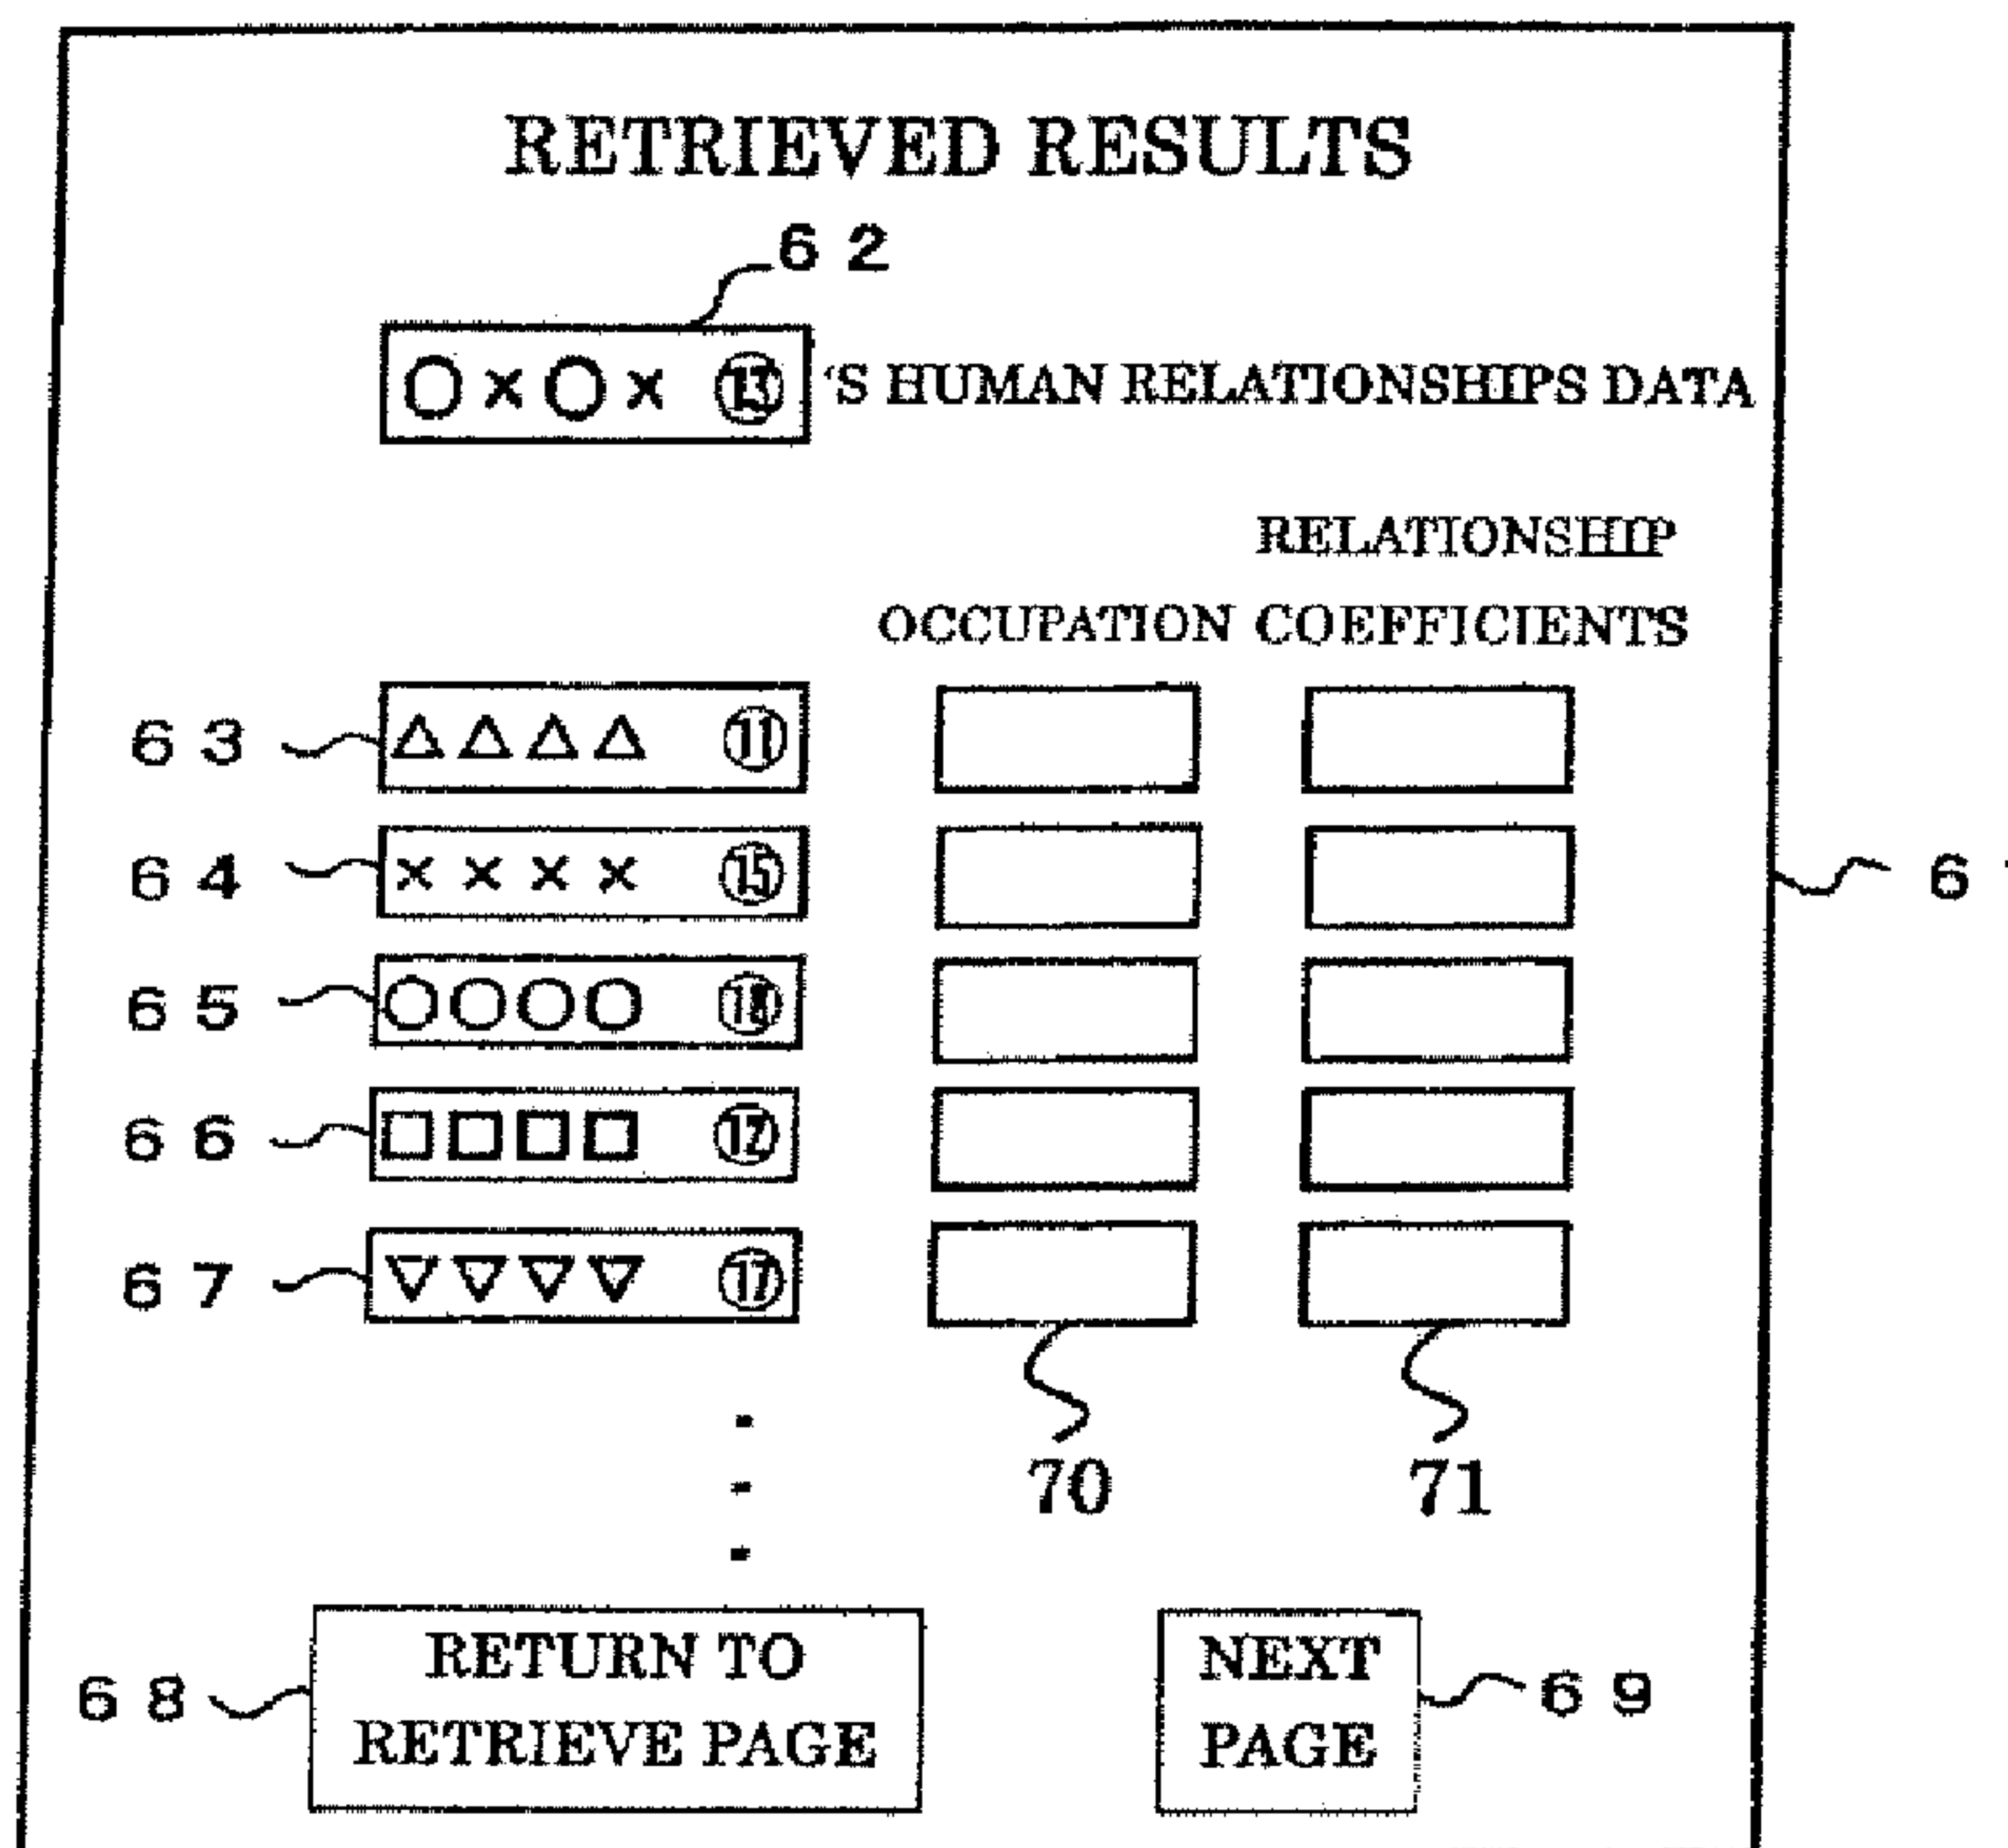 RETRIEVED RESULTS
62
○×○× ⑬ 'S HUMAN RELATIONSHIPS DATA
RELATIONSHIP
OCCUPATION COEFFICIENTS
63 △△△△ ⑪
64 ×××× ⑮
65 ○○○○
66 □□□□ ⑫
67 ▽▽▽▽ ⑰
70 71
68 RETURN TO RETRIEVE PAGE
NEXT PAGE 69